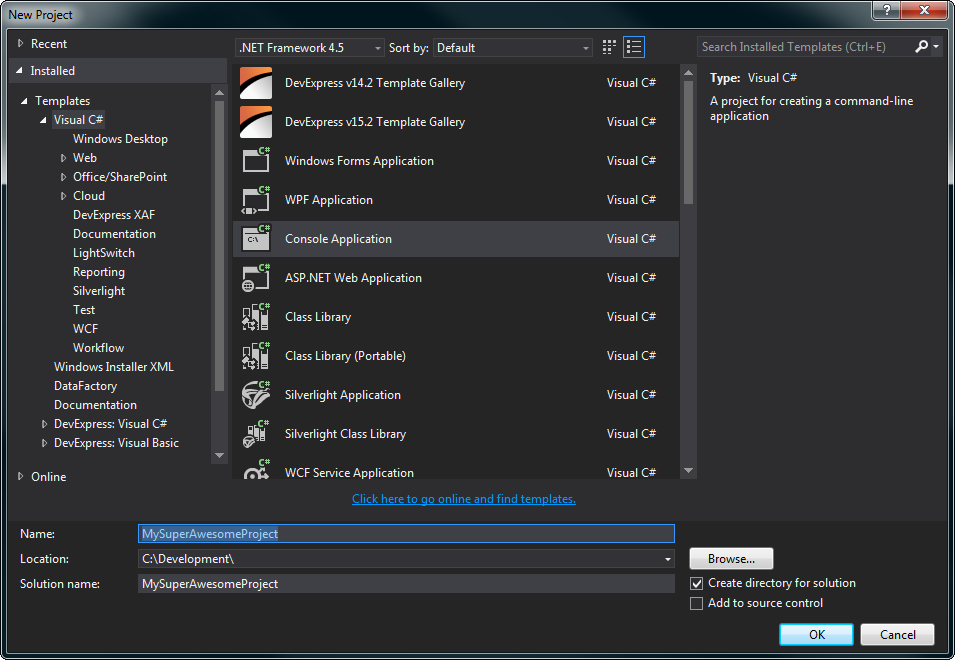 New Project
Recent
Installed
Templates
Visual C#
Windows Desktop
Web
Office/SharePoint
Cloud
DevExpress XAF
Documentation
LightSwitch
Reporting
Silverlight
Test
WCF
Workflow
Windows Installer XML
DataFactory
Documentation
DevExpress: Visual C#
DevExpress: Visual Basic
Online
.NET Framework 4.5 Sort by: Default
DevExpress v14.2 Template Gallery Visual C#
DevExpress v15.2 Template Gallery Visual C#
C# Windows Forms Application Visual C#
C# WPF Application Visual C#
C# C:\ Console Application Visual C#
C# ASP.NET Web Application Visual C#
C# Class Library Visual C#
C# Class Library (Portable) Visual C#
C# Silverlight Application Visual C#
C# Silverlight Class Library Visual C#
C# WCF Service Application Visual C#
Click here to go online and find templates.
Search Installed Templates (Ctrl+E)
Type: Visual C#
A project for creating a command-line
application
Name: MySuperAwesomeProject
Location: C:\Development\ Browse...
Solution name: MySuperAwesomeProject
Create directory for solution
Add to source control
OK Cancel